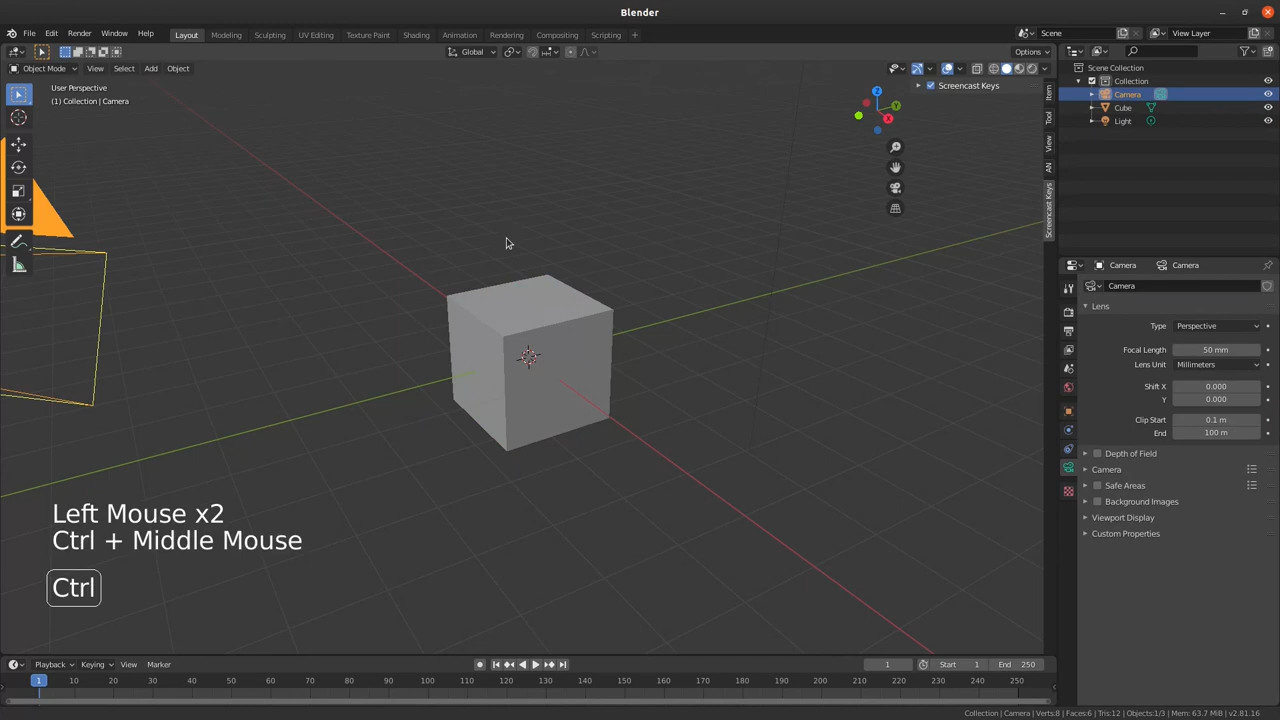 Blender
File Edit Render Window Help Layout Modeling Sculpting UV Editing Texture Paint Shading Animation Rendering Compositing Scripting + Scene View Layer
Global Options
Object Mode View Select Add Object
User Perspective
(1) Collection | Camera
Screencast Keys
Z
Y
X
Item
Tool
View
AN
Screencast Keys
Scene Collection
Collection
Camera
Cube
Light
Camera Camera
Camera
Lens
Type Perspective
Focal Length 50 mm
Lens Unit Millimeters
Shift X 0.000
Y 0.000
Clip Start 0.1 m
End 100 m
Depth of Field
Camera
Safe Areas
Background Images
Viewport Display
Custom Properties
Left Mouse x2
Ctrl + Middle Mouse
Ctrl
Playback Keying View Marker 1 Start 1 End 250
1 10 20 30 40 50 60 70 80 90 100 110 120 130 140 150 160 170 180 190 200 210 220 230 240 250
Collection | Camera | Verts:8 | Faces:6 | Tris:12 | Objects:1/3 | Mem: 63.7 MiB | v2.81.16